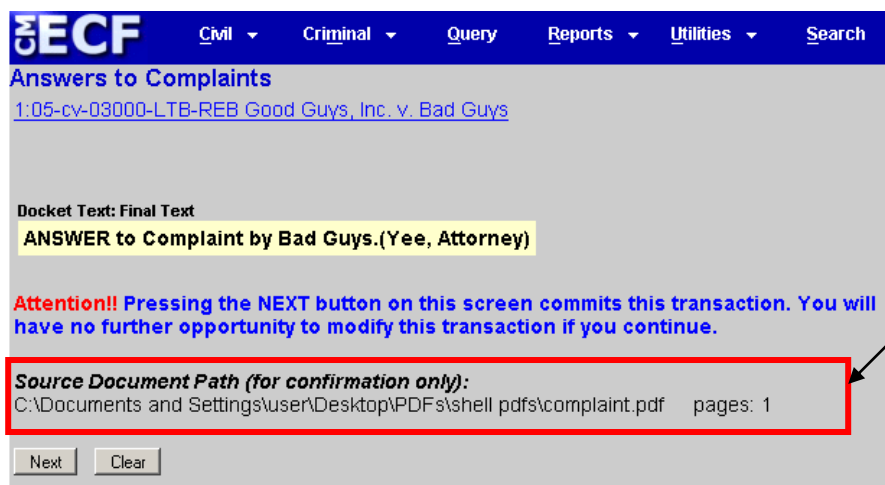 CM ECF Civil Criminal Query Reports Utilities Search
Answers to Complaints
1:05-cv-03000-LTB-REB Good Guys, Inc. v. Bad Guys
Docket Text: Final Text
ANSWER to Complaint by Bad Guys.(Yee, Attorney)
Attention!! Pressing the NEXT button on this screen commits this transaction. You will
have no further opportunity to modify this transaction if you continue.
Source Document Path (for confirmation only):
C:\Documents and Settings\user\Desktop\PDFs\shell pdfs\complaint.pdf pages: 1
Next Clear